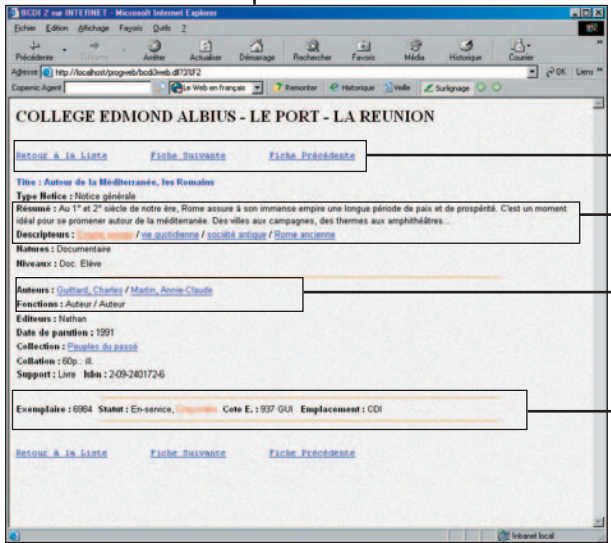 BCDI 2 sur INTERNET - Microsoft Internet Explorer
Fichier Edition Affichage Favoris Outils ?
Précédente Suivante Arrêter Actualiser Démarrage Rechercher Favoris Média Historique Courrier
Adresse http://localhost/progweb/bcdi3web.dll?31\F2 OK Liens
Copernic Agent Le Web en français Remonter Historique Veille Surlignage
COLLEGE EDMOND ALBIUS - LE PORT - LA REUNION
Retour à la Liste Fiche Suivante Fiche Précédente
Titre : Autour de la Méditerranée, les Romains
Type Notice : Notice générale
Résumé : Au 1° et 2° siècle de notre ère, Rome assure à son immense empire une longue période de paix et de prospérité. C'est un moment
idéal pour se promener autour de la méditerranée. Des villes aux campagnes, des thermes aux amphithéâtres...
Descripteurs : / vie quotidienne / société antique / Rome ancienne
Natures : Documentaire
Niveaux : Doc. Elève
Auteurs : Guittard, Charles / Martin, Annie-Claude
Fonctions : Auteur / Auteur
Editeurs : Nathan
Date de parution : 1991
Collection : Peuples du passé
Collation : 60p.: ill.
Support : Livre Isbn : 2-09-240172-6
Exemplaire : 6984 Statut : En-service, Cote E. : 937 GUI Emplacement : CDI
Retour à la Liste Fiche Suivante Fiche Précédente
Intranet local